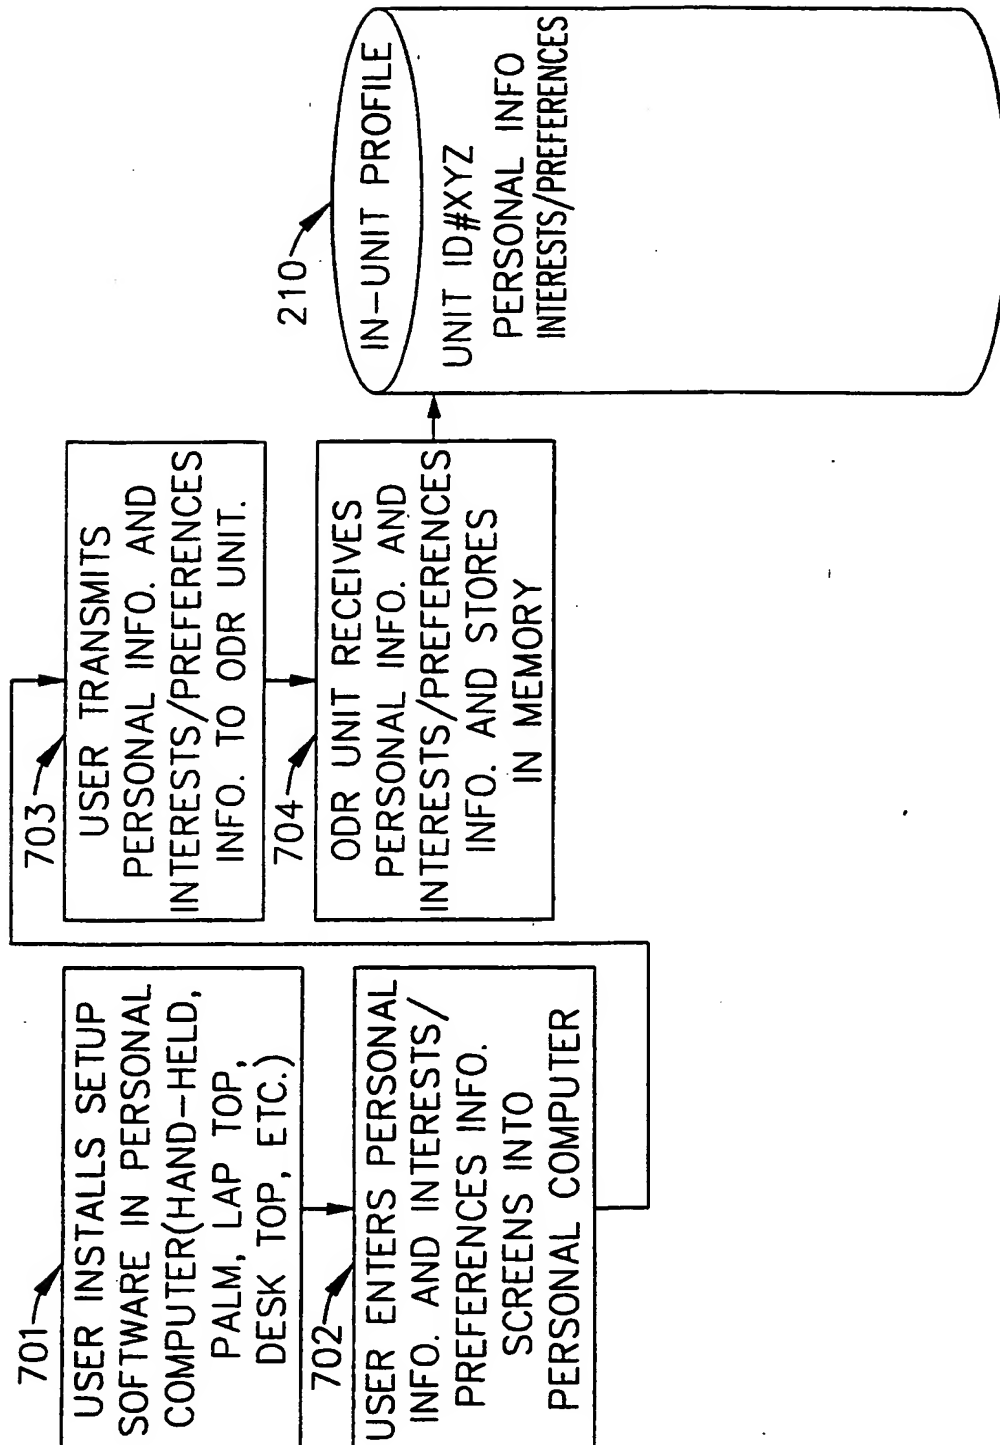 701
USER INSTALLS SETUP
SOFTWARE IN PERSONAL
COMPUTER(HAND-HELD,
PALM, LAP TOP,
DESK TOP, ETC.)
702
USER ENTERS PERSONAL
INFO. AND INTERESTS/
PREFERENCES INFO.
SCREENS INTO
PERSONAL COMPUTER
703
USER TRANSMITS
PERSONAL INFO. AND
INTERESTS/PREFERENCES
INFO. TO ODR UNIT.
704
ODR UNIT RECEIVES
PERSONAL INFO. AND
INTERESTS/PREFERENCES
INFO. AND STORES
IN MEMORY
210
IN-UNIT PROFILE
UNIT ID#XYZ
PERSONAL INFO
INTERESTS/PREFERENCES